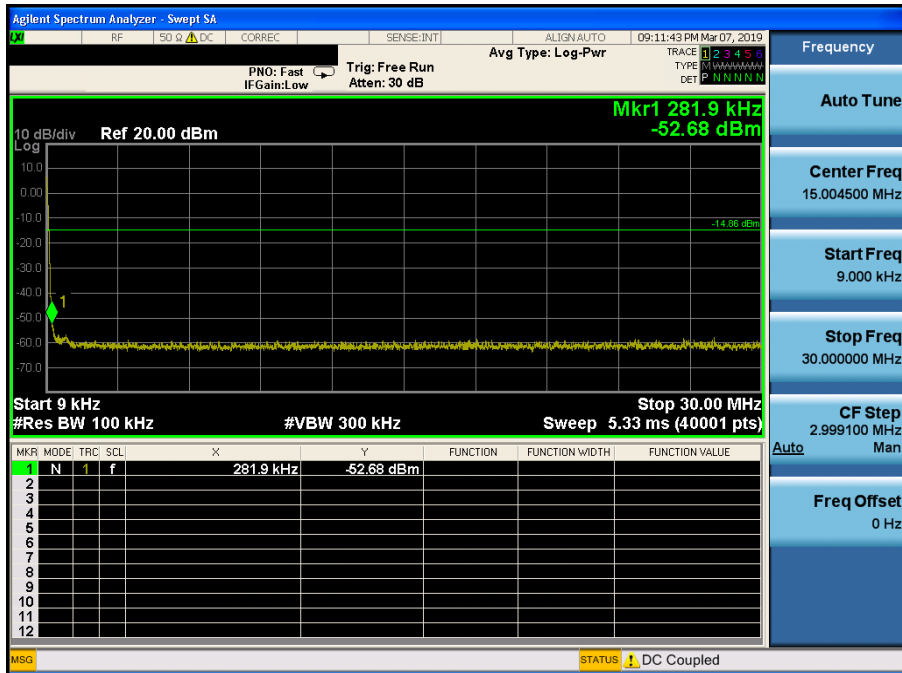 Agilent Spectrum Analyzer - Swept SA
LXI RF 50 Ω DC CORREC SENSE:INT ALIGN AUTO 09:11:43 PM Mar 07, 2019
Frequency
Avg Type: Log-Pwr
TRACE 1 2 3 4 5 6
PNO: Fast Trig: Free Run
TYPE M WWWWW
IFGain:Low Atten: 30 dB
DET P N N N N N
Auto Tune
Mkr1 281.9 kHz
10 dB/div Ref 20.00 dBm -52.68 dBm
Log
10.0
0.00
-10.0
-14.86 dBm
-20.0
-30.0
-40.0
1
-50.0
-60.0
-70.0
Center Freq
15.004500 MHz
Start Freq
9.000 kHz
Stop Freq
30.000000 MHz
Start 9 kHz Stop 30.00 MHz
#Res BW 100 kHz #VBW 300 kHz Sweep 5.33 ms (40001 pts)
CF Step
2.999100 MHz
Auto Man
MKR MODE TRC SCL X Y FUNCTION FUNCTION WIDTH FUNCTION VALUE
1 N 1 f 281.9 kHz -52.68 dBm
2
3
4
5
6
7
8
9
10
11
12
Freq Offset
0 Hz
MSG STATUS DC Coupled